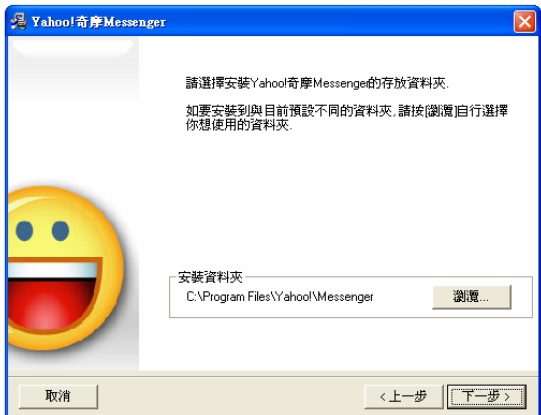 Yahoo!奇摩Messenger
請選擇安裝Yahoo!奇摩Messenger的存放資料夾.
如要安裝到與目前預設不同的資料夾, 請按[瀏覽]自行選擇
你想使用的資料夾.
安裝資料夾
C:\Program Files\Yahoo!\Messenger
瀏覽...
取消
<上一步
下一步>